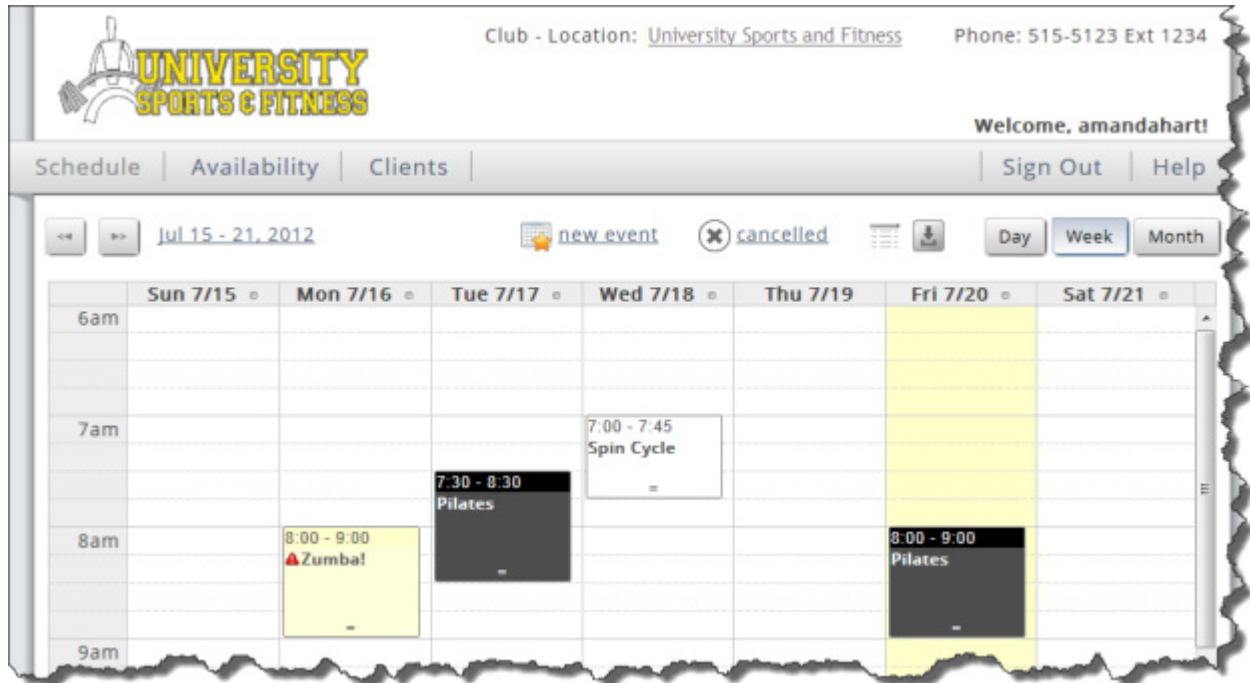 Club - Location: University Sports and Fitness Phone: 515-5123 Ext 1234
UNIVERSITY
SPORTS & FITNESS
Welcome, amandahart!
Schedule Availability Clients Sign Out Help
Jul 15 - 21, 2012 new event cancelled Day Week Month
Sun 7/15 Mon 7/16 Tue 7/17 Wed 7/18 Thu 7/19 Fri 7/20 Sat 7/21
6am
7am
7:00 - 7:45
Spin Cycle
7:30 - 8:30
Pilates
8am
8:00 - 9:00
Zumba!
8:00 - 9:00
Pilates
9am